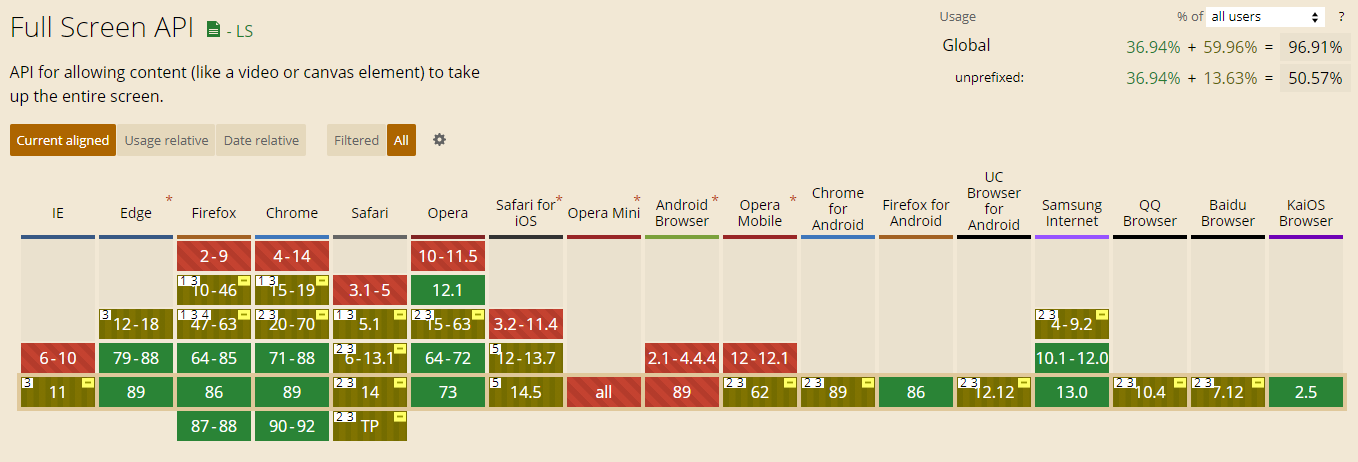 Full Screen API - LS
API for allowing content (like a video or canvas element) to take
up the entire screen.
Usage % of all users ?
Global 36.94% + 59.96% = 96.91%
unprefixed: 36.94% + 13.63% = 50.57%
Current aligned Usage relative Date relative Filtered All
IE Edge * Firefox Chrome Safari Opera Safari for iOS * Opera Mini * Android Browser * Opera Mobile * Chrome for Android Firefox for Android UC Browser for Android Samsung Internet QQ Browser Baidu Browser KaiOS Browser
2-9 4-14 10-11.5
1 3 10-46 1 3 15-19 3.1-5 12.1
3 12-18 1 3 4 47-63 2 3 20-70 1 3 5.1 2 3 15-63 3.2-11.4 2 3 4-9.2
6-10 79-88 64-85 71-88 2 3 6-13.1 64-72 5 12-13.7 2.1-4.4.4 12-12.1 10.1-12.0
3 11 89 86 89 2 3 14 73 5 14.5 all 89 2 3 62 2 3 89 86 2 3 12.12 13.0 2 3 10.4 2 3 7.12 2.5
87-88 90-92 2 3 TP